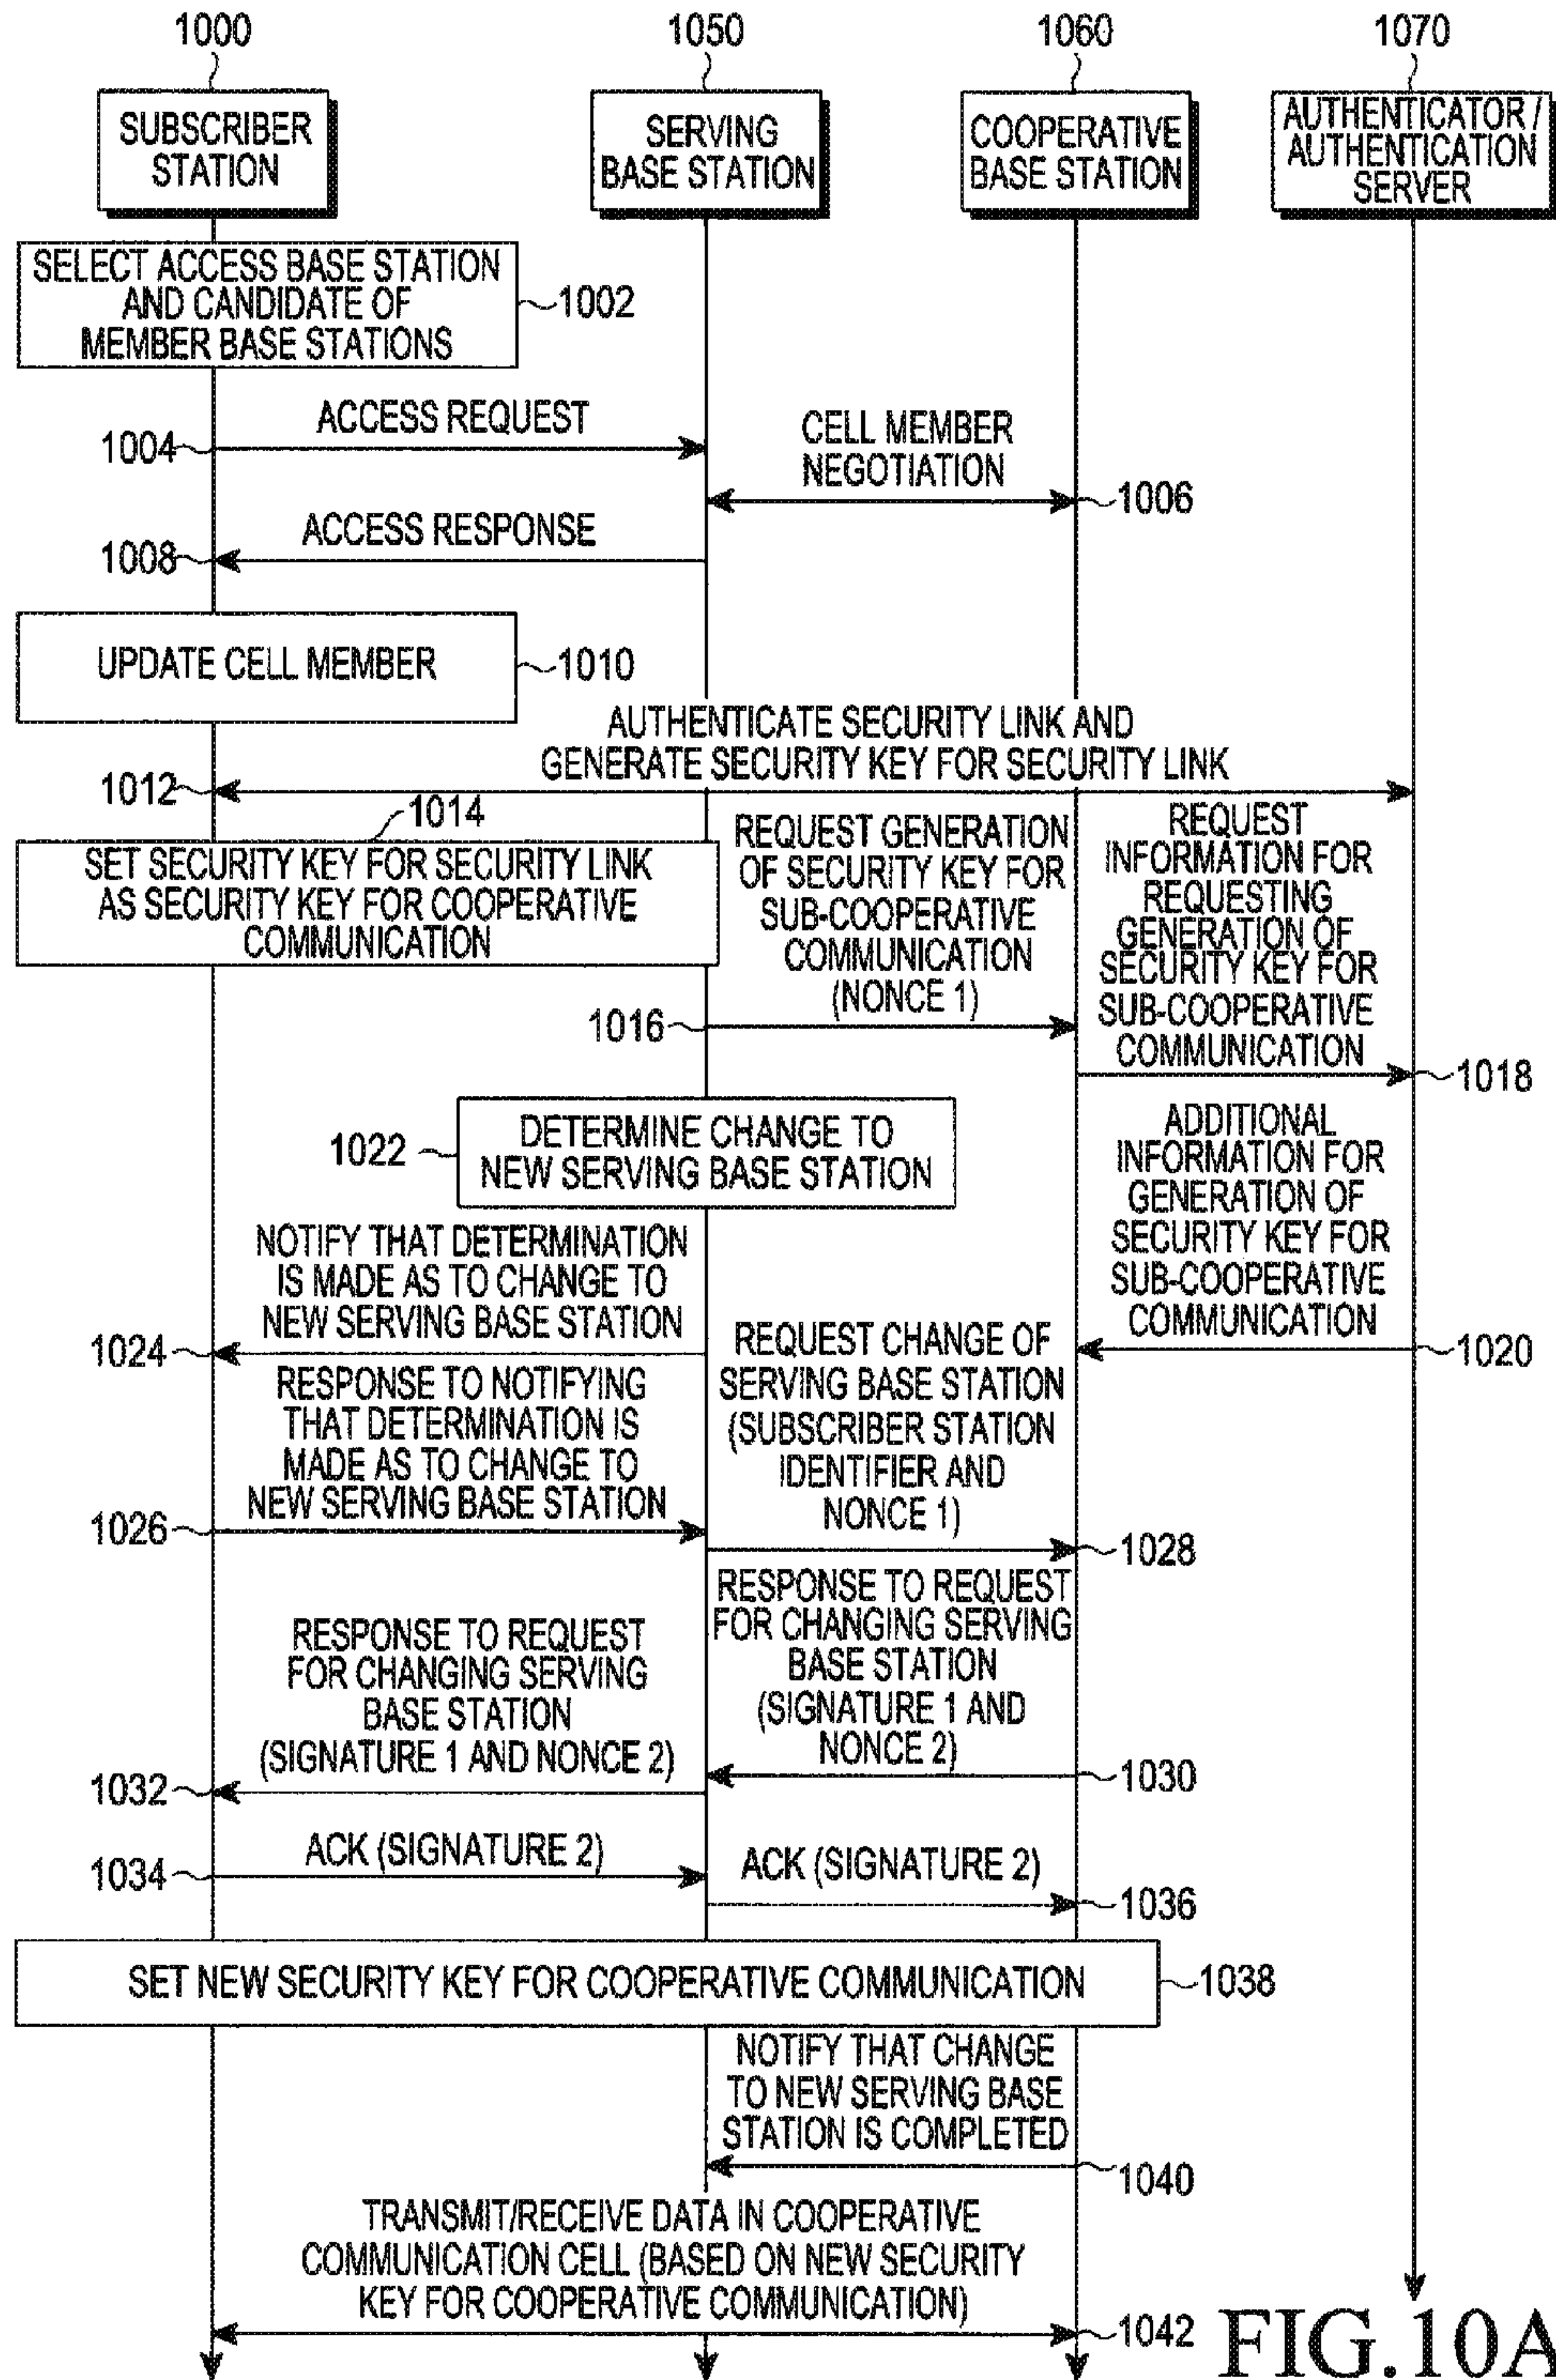 1000
1050
1060
1070
SUBSCRIBER
STATION
SERVING
BASE STATION
COOPERATIVE
BASE STATION
AUTHENTICATOR /
AUTHENTICATION
SERVER
SELECT ACCESS BASE STATION
AND CANDIDATE OF
MEMBER BASE STATIONS
1002
ACCESS REQUEST
1004
CELL MEMBER
NEGOTIATION
1006
ACCESS RESPONSE
1008
UPDATE CELL MEMBER
1010
AUTHENTICATE SECURITY LINK AND
GENERATE SECURITY KEY FOR SECURITY LINK
1012
1014
SET SECURITY KEY FOR SECURITY LINK
AS SECURITY KEY FOR COOPERATIVE
COMMUNICATION
REQUEST GENERATION
OF SECURITY KEY FOR
SUB-COOPERATIVE
COMMUNICATION
(NONCE 1)
1016
REQUEST
INFORMATION FOR
REQUESTING
GENERATION OF
SECURITY KEY FOR
SUB-COOPERATIVE
COMMUNICATION
1018
1022
DETERMINE CHANGE TO
NEW SERVING BASE STATION
ADDITIONAL
INFORMATION FOR
GENERATION OF
SECURITY KEY FOR
SUB-COOPERATIVE
COMMUNICATION
1020
NOTIFY THAT DETERMINATION
IS MADE AS TO CHANGE TO
NEW SERVING BASE STATION
1024
RESPONSE TO NOTIFYING
THAT DETERMINATION IS
MADE AS TO CHANGE TO
NEW SERVING BASE STATION
1026
REQUEST CHANGE OF
SERVING BASE STATION
(SUBSCRIBER STATION
IDENTIFIER AND
NONCE 1)
1028
RESPONSE TO REQUEST
FOR CHANGING SERVING
BASE STATION
(SIGNATURE 1 AND
NONCE 2)
1030
RESPONSE TO REQUEST
FOR CHANGING SERVING
BASE STATION
(SIGNATURE 1 AND NONCE 2)
1032
ACK (SIGNATURE 2)
1034
ACK (SIGNATURE 2)
1036
SET NEW SECURITY KEY FOR COOPERATIVE COMMUNICATION
1038
NOTIFY THAT CHANGE
TO NEW SERVING BASE
STATION IS COMPLETED
1040
TRANSMIT/RECEIVE DATA IN COOPERATIVE
COMMUNICATION CELL (BASED ON NEW SECURITY
KEY FOR COOPERATIVE COMMUNICATION)
1042
FIG.10A